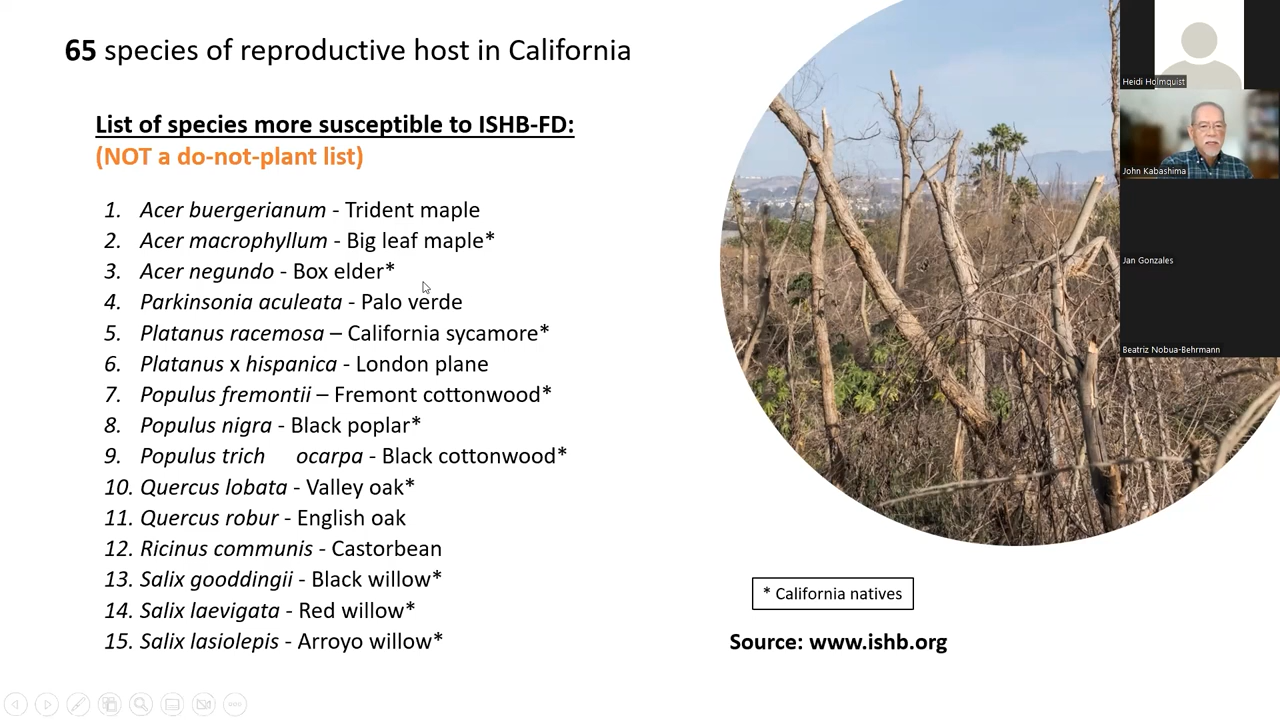 65 species of reproductive host in California
List of species more susceptible to ISHB-FD:
(NOT a do-not-plant list)
1. Acer buergerianum - Trident maple
2. Acer macrophyllum - Big leaf maple*
3. Acer negundo - Box elder*
4. Parkinsonia aculeata - Palo verde
5. Platanus racemosa – California sycamore*
6. Platanus x hispanica - London plane
7. Populus fremontii – Fremont cottonwood*
8. Populus nigra - Black poplar*
9. Populus trich ocarpa - Black cottonwood*
10. Quercus lobata - Valley oak*
11. Quercus robur - English oak
12. Ricinus communis - Castorbean
13. Salix gooddingii - Black willow*
14. Salix laevigata - Red willow*
15. Salix lasiolepis - Arroyo willow*
* California natives
Source: www.ishb.org
Heidi Holmquist
John Kabashima
Jan Gonzales
Beatriz Nobua-Behrmann